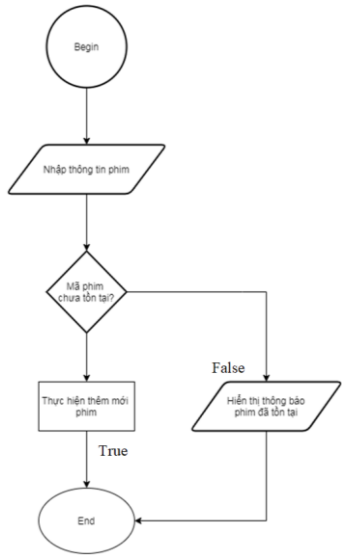 Begin
Nhập thông tin phim
Mã phim
chưa tồn tại?
False
Thực hiện thêm mới
phim
Hiển thị thông báo
phim đã tồn tại
True
End